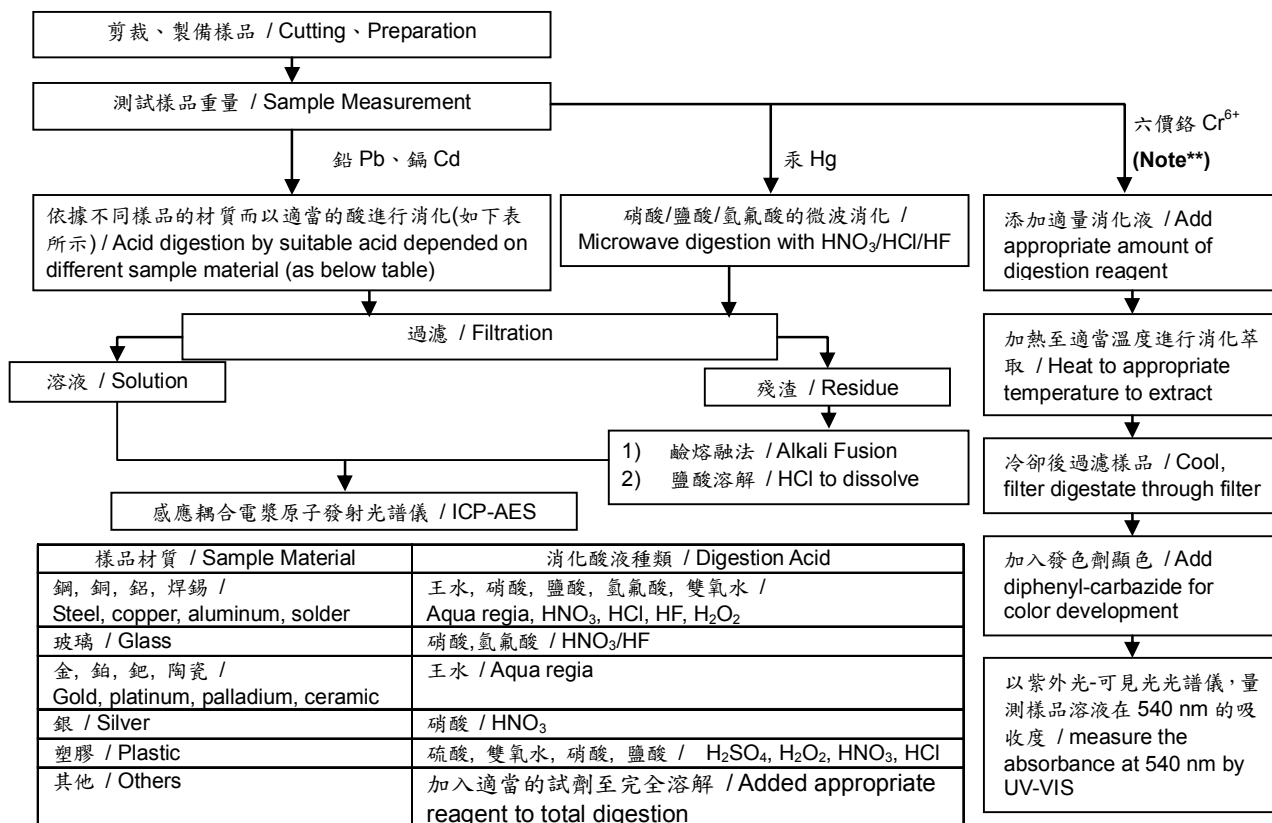 剪裁、製備樣品 / Cutting、Preparation
測試樣品重量 / Sample Measurement
鉛 Pb、鎘 Cd
汞 Hg
六價鉻 Cr6+
(Note**)
依據不同樣品的材質而以適當的酸進行消化(如下表
所示) / Acid digestion by suitable acid depended on
different sample material (as below table)
硝酸/鹽酸/氫氟酸的微波消化 /
Microwave digestion with HNO3/HCl/HF
添加適量消化液 / Add
appropriate amount of
digestion reagent
過濾 / Filtration
加熱至適當溫度進行消化萃
取 / Heat to appropriate
temperature to extract
溶液 / Solution
殘渣 / Residue
1) 鹼熔融法 / Alkali Fusion
2) 鹽酸溶解 / HCl to dissolve
冷卻後過濾樣品 / Cool,
filter digestate through filter
感應耦合電漿原子發射光譜儀 / ICP-AES
加入發色劑顯色 / Add
diphenyl-carbazide for
color development
以紫外光-可見光光譜儀,量
測樣品溶液在 540 nm 的吸
收度 / measure the
absorbance at 540 nm by
UV-VIS
樣品材質 / Sample Material
消化酸液種類 / Digestion Acid
鋼, 銅, 鋁, 焊錫 /
Steel, copper, aluminum, solder
王水, 硝酸, 鹽酸, 氫氟酸, 雙氧水 /
Aqua regia, HNO3, HCl, HF, H2O2
玻璃 / Glass
硝酸,氫氟酸 / HNO3/HF
金, 鉑, 鈀, 陶瓷 /
Gold, platinum, palladium, ceramic
王水 / Aqua regia
銀 / Silver
硝酸 / HNO3
塑膠 / Plastic
硫酸, 雙氧水, 硝酸, 鹽酸 / H2SO4, H2O2, HNO3, HCl
其他 / Others
加入適當的試劑至完全溶解 / Added appropriate
reagent to total digestion